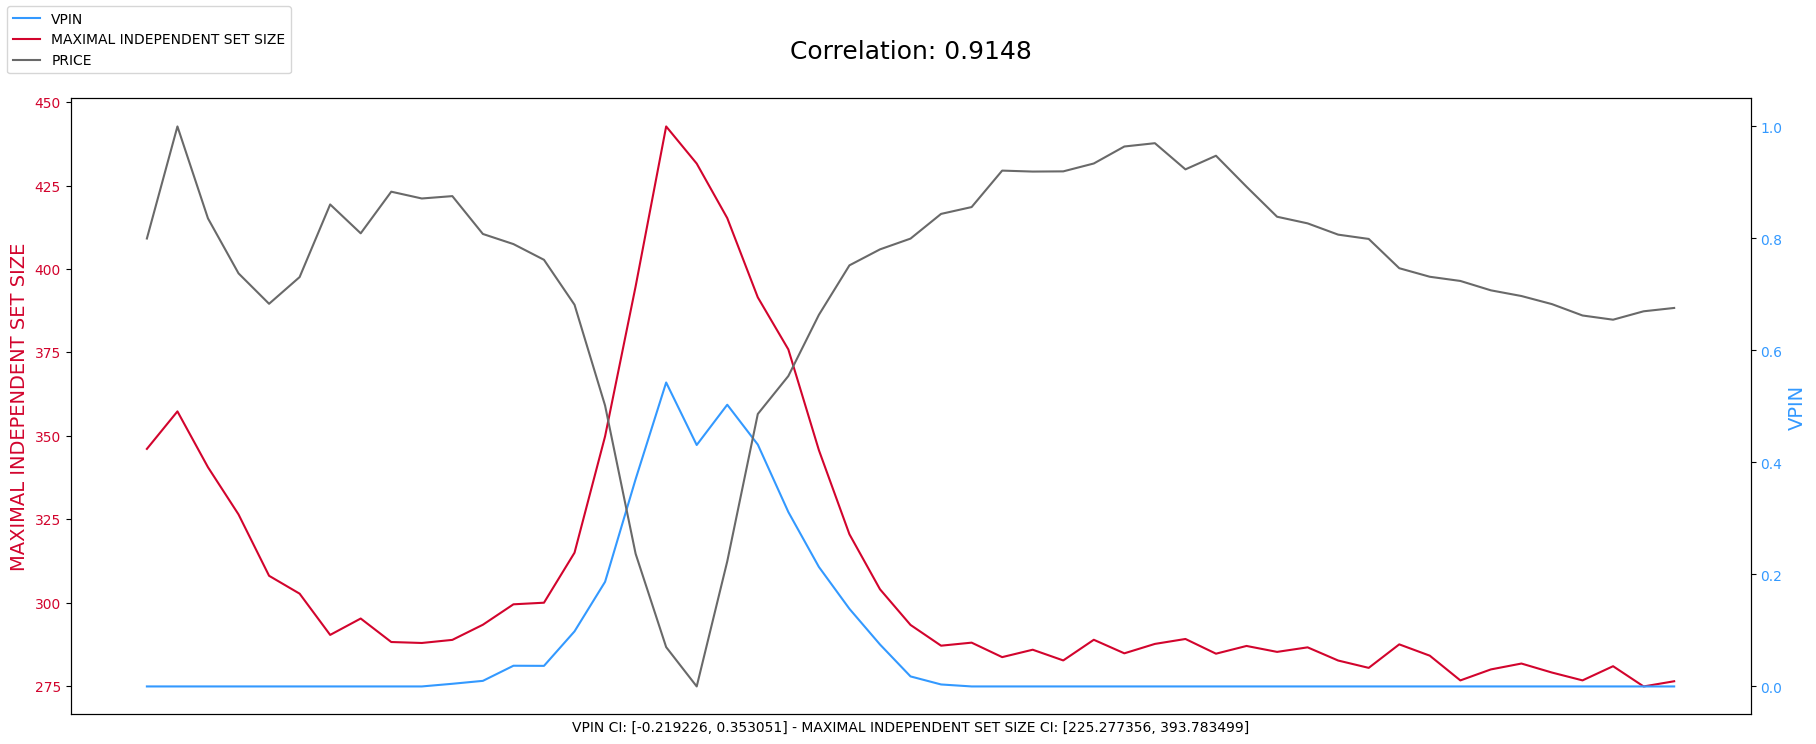 VPIN
MAXIMAL INDEPENDENT SET SIZE
PRICE
Correlation: 0.9148
450
425
400
375
350
325
300
275
MAXIMAL INDEPENDENT SET SIZE
1.0
0.8
0.6
0.4
0.2
0.0
VPIN
VPIN CI: [-0.219226, 0.353051] - MAXIMAL INDEPENDENT SET SIZE CI: [225.277356, 393.783499]